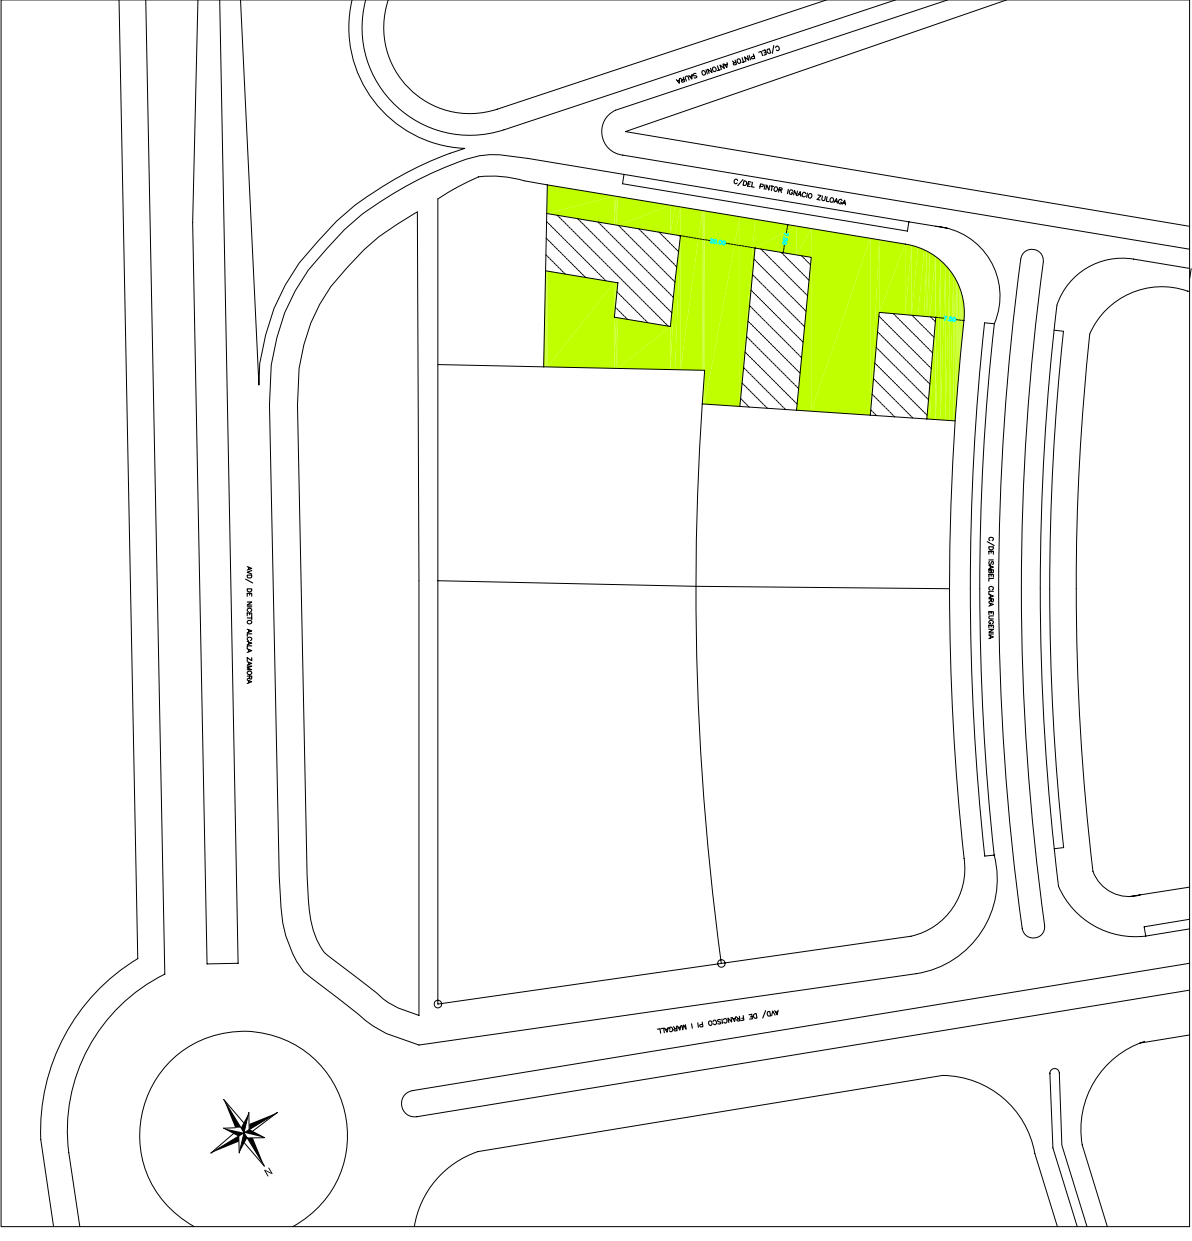 C/DEL PINTOR ANTONIO SAURA
C/DEL PINTOR IGNACIO ZULOAGA
C/DE ISABEL CLARA EUGENIA
AVD/ DE NICETO ALCALA ZAMORA
AVD/ DE FRANCISCO PI I MARGALL
N